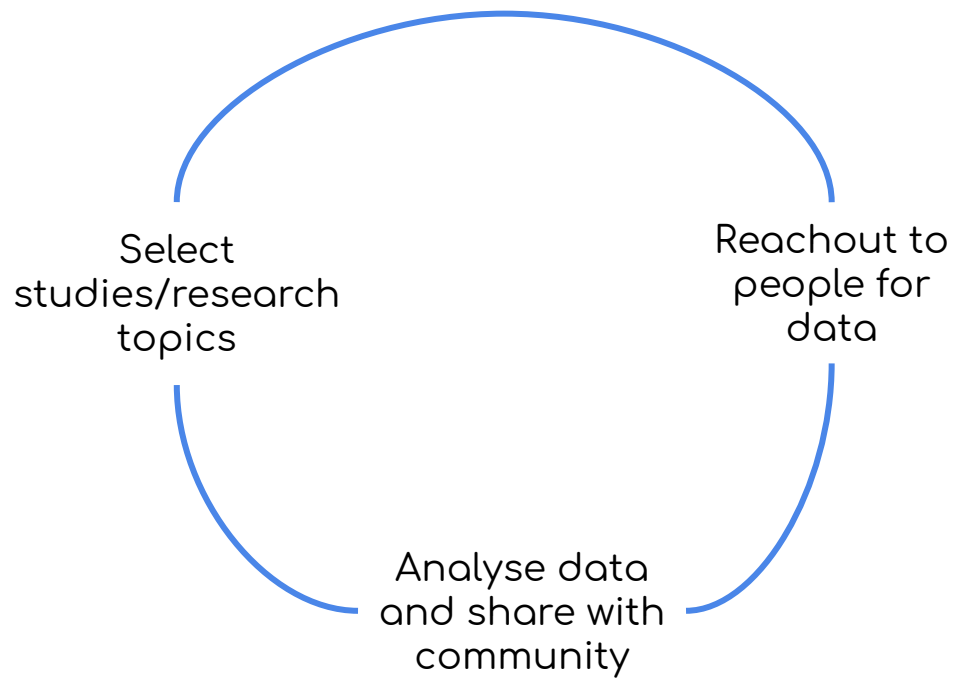 Select
studies/research
topics
Reachout to
people for
data
Analyse data
and share with
community